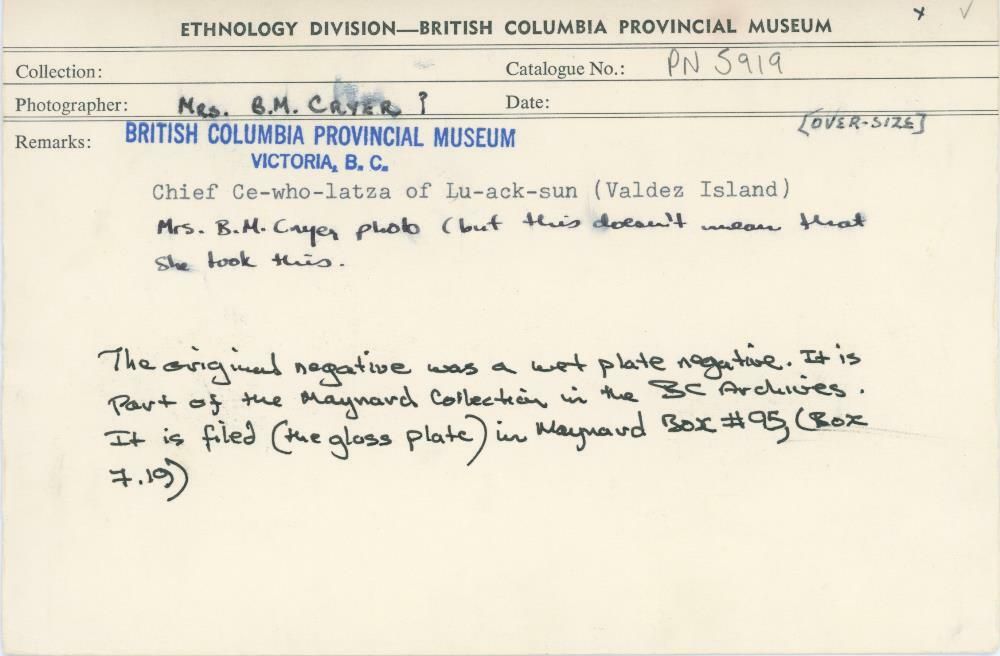 x ✓
ETHNOLOGY DIVISION—BRITISH COLUMBIA PROVINCIAL MUSEUM
Collection: Catalogue No.: PN 5919
Photographer: MRS. B.M. CRYER ? Date:
[OVER-SIZE]
Remarks: BRITISH COLUMBIA PROVINCIAL MUSEUM
VICTORIA, B. C.
Chief Ce-who-latza of Lu-ack-sun (Valdez Island)
Mrs. B.M. Cryer photo (but this doesn't mean that
she took this.
The original negative was a wet plate negative. It is
Part of the Maynard Collection in the BC Archives.
It is filed (the glass plate) in Maynard Box #95, (Box
7.19)